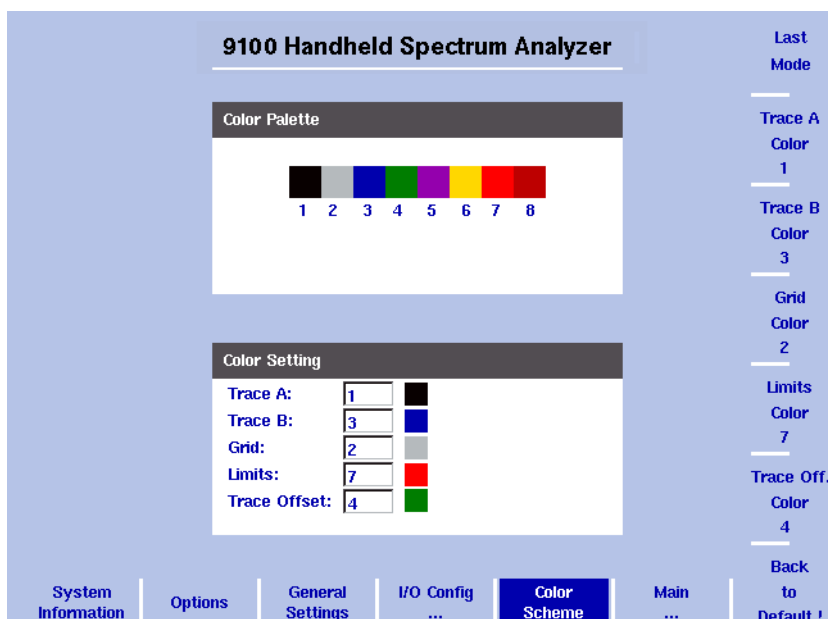 9100 Handheld Spectrum Analyzer
Color Palette
1 2 3 4 5 6 7 8
Color Setting
Trace A: 1
Trace B: 3
Grid: 2
Limits: 7
Trace Offset: 4
Last
Mode
Trace A
Color
1
Trace B
Color
3
Grid
Color
2
Limits
Color
7
Trace Off.
Color
4
Back
to
Default !
System
Information
Options
General
Settings
I/O Config
...
Color
Scheme
Main
...